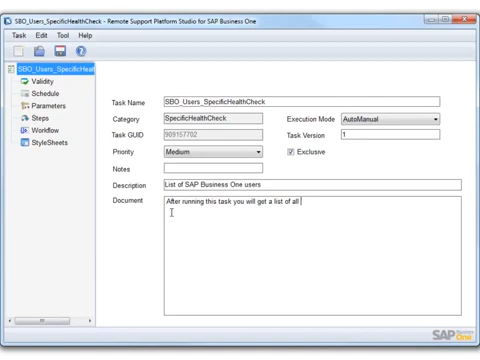 SBO_Users_SpecificHealthCheck - Remote Support Platform Studio for SAP Business One
Task Edit Tool Help
SBO_Users_SpecificHealt
Validity
Schedule
Parameters
Steps
Workflow
StyleSheets
Task Name SBO_Users_SpecificHealthCheck
Category SpecificHealthCheck Execution Mode AutoManual
Task GUID 909157702 Task Version 1
Priority Medium Exclusive
Notes
Description List of SAP Business One users
Document After running this task you will get a list of all
SAP Business One